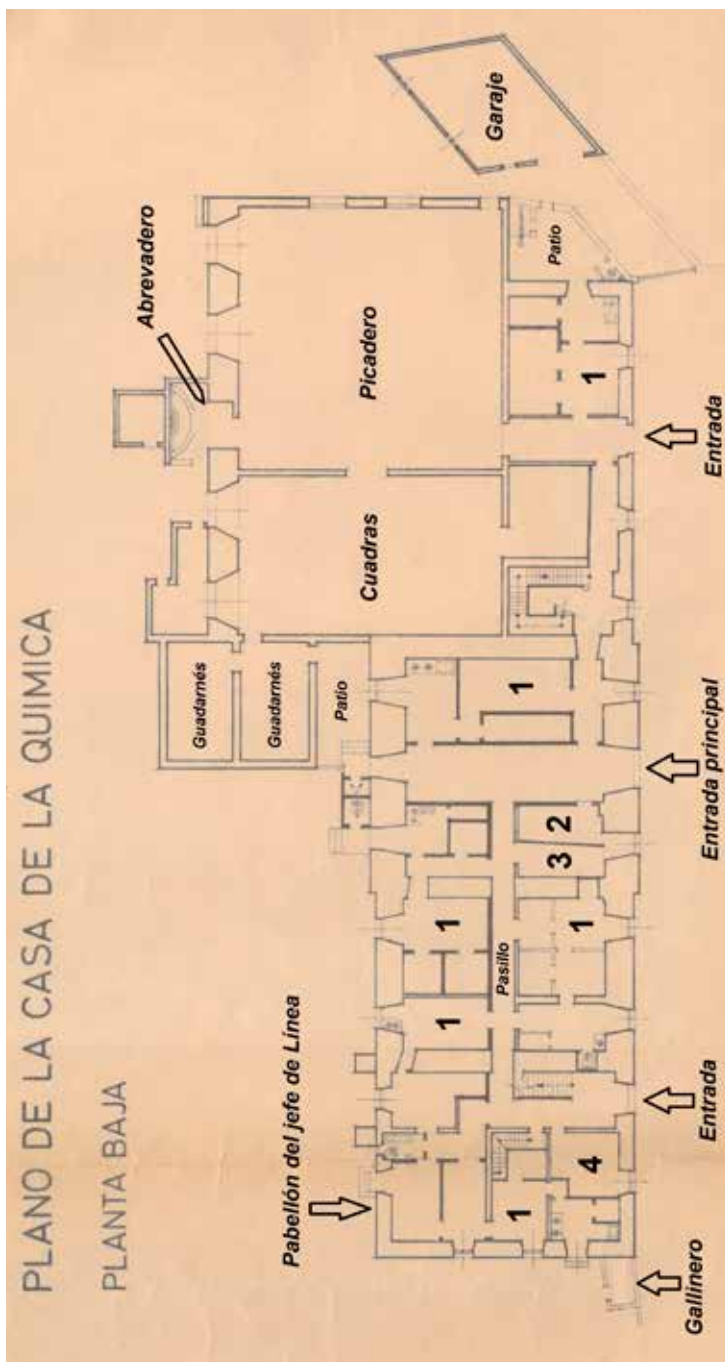 PLANO DE LA CASA DE LA QUIMICA
PLANTA BAJA
Abrevadero
Garaje
Guadarnés
Guadarnés
Patio
Cuadras
Picadero
Patio
Pabellón del jefe de Línea
1
1
Pasillo
1
1
4
1
3
2
1
1
Gallinero
Entrada
Entrada principal
Entrada